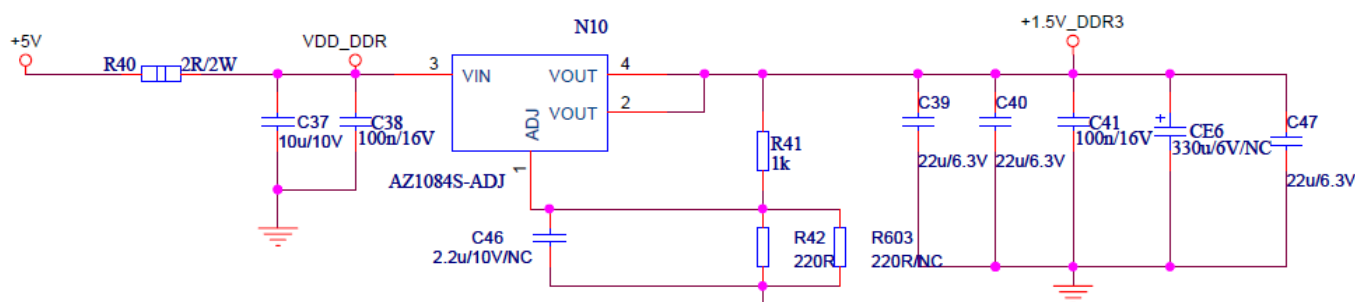 +5V
R40
2R/2W
VDD_DDR
C37
10u/10V
C38
100n/16V
N10
3
VIN
VOUT
4
VOUT
2
ADJ
1
AZ1084S-ADJ
R41
1k
C46
2.2u/10V/NC
R42
220R
R603
220R/NC
+1.5V_DDR3
C39
22u/6.3V
C40
22u/6.3V
C41
100n/16V
+
CE6
330u/6V/NC
C47
22u/6.3V